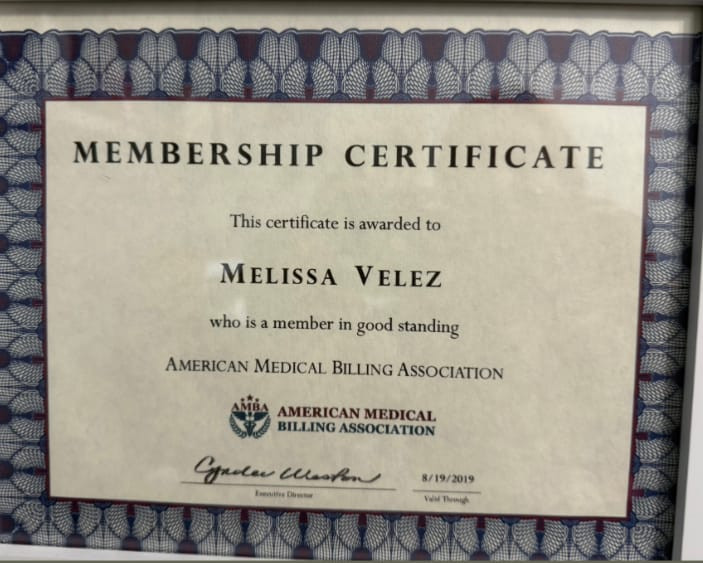 MEMBERSHIP CERTIFICATE
This certificate is awarded to
MELISSA VELEZ
who is a member in good standing
AMERICAN MEDICAL BILLING ASSOCIATION
AMBA
AMERICAN MEDICAL
BILLING ASSOCIATION
8/19/2019
Executive Director
Valid Through